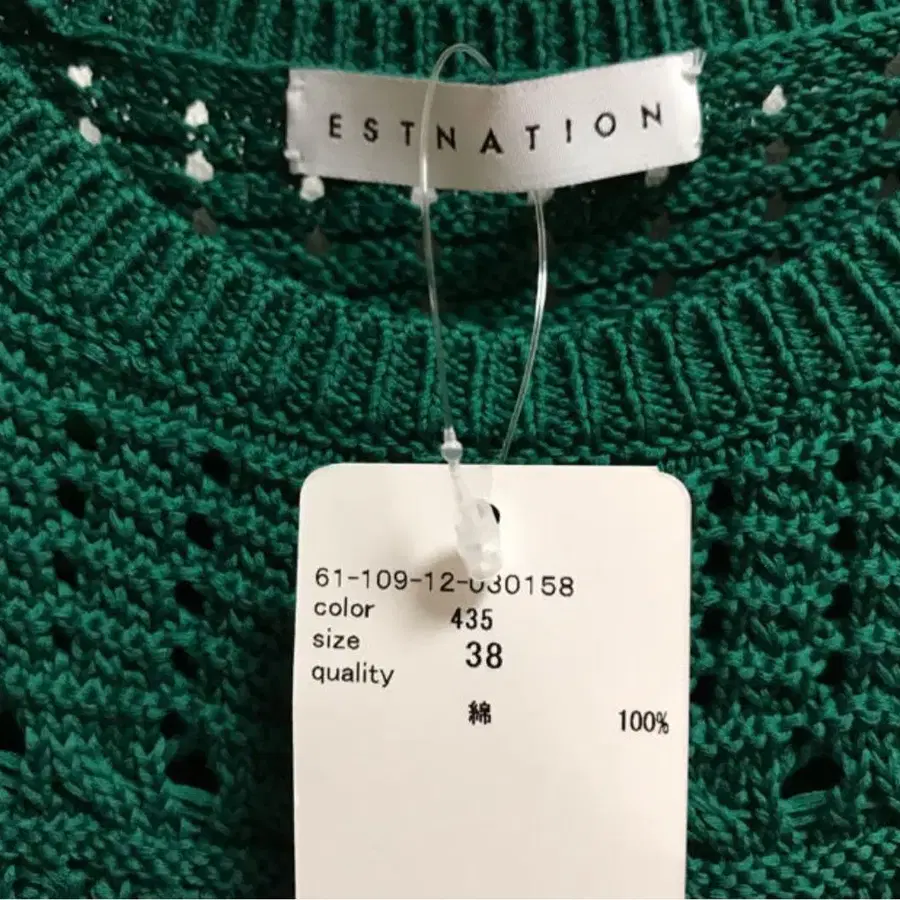 ESTNATION
61-109-12-030158
color 435
size 38
quality
綿 100%